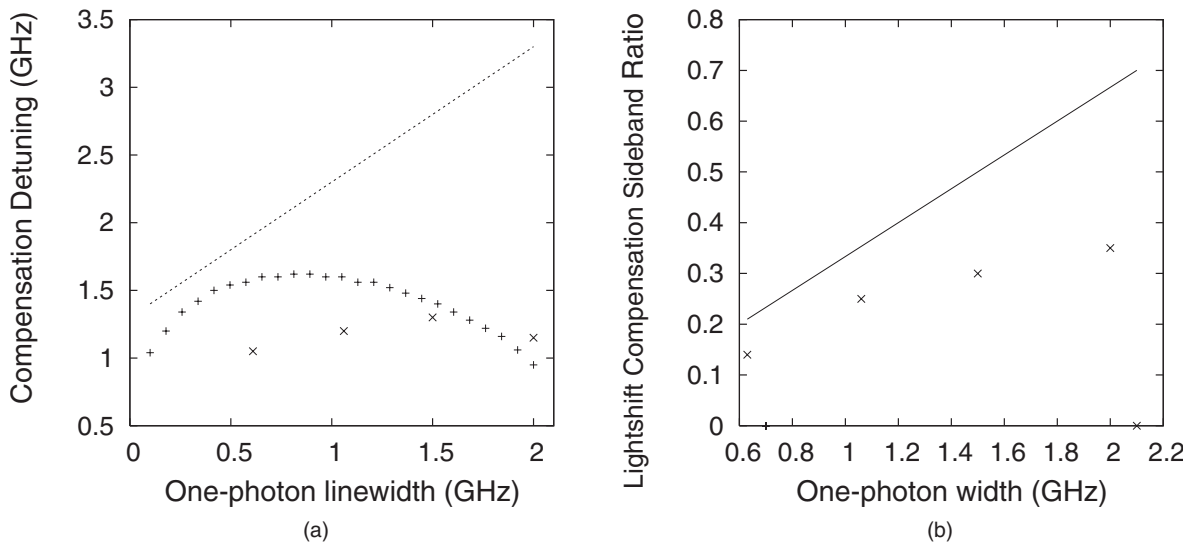 Compensation Detuning (GHz)
3.5
3
2.5
2
1.5
1
0.5
0 0.5 1 1.5 2
One-photon linewidth (GHz)
(a)
Lightshift Compensation Sideband Ratio
0.8
0.7
0.6
0.5
0.4
0.3
0.2
0.1
0
0.6 0.8 1 1.2 1.4 1.6 1.8 2 2.2
One-photon width (GHz)
(b)